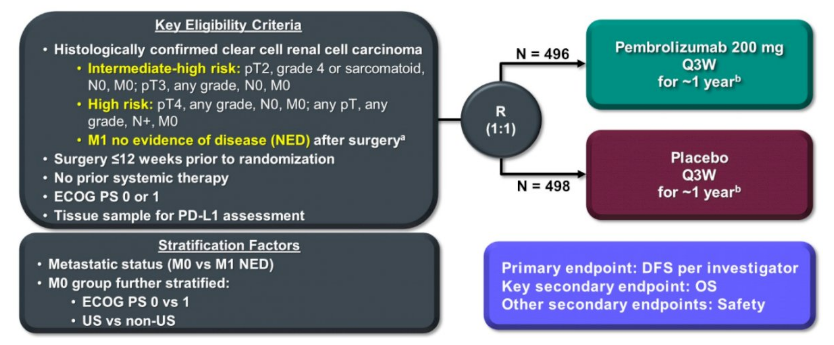 Key Eligibility Criteria
• Histologically confirmed clear cell renal cell carcinoma
• Intermediate-high risk: pT2, grade 4 or sarcomatoid,
N0, M0; pT3, any grade, N0, M0
• High risk: pT4, any grade, N0, M0; any pT, any
grade, N+, M0
• M1 no evidence of disease (NED) after surgeryᵃ
• Surgery ≤12 weeks prior to randomization
• No prior systemic therapy
• ECOG PS 0 or 1
• Tissue sample for PD-L1 assessment
Stratification Factors
• Metastatic status (M0 vs M1 NED)
• M0 group further stratified:
• ECOG PS 0 vs 1
• US vs non-US
R
(1:1)
N = 496
N = 498
Pembrolizumab 200 mg
Q3W
for ~1 yearᵇ
Placebo
Q3W
for ~1 yearᵇ
Primary endpoint: DFS per investigator
Key secondary endpoint: OS
Other secondary endpoints: Safety